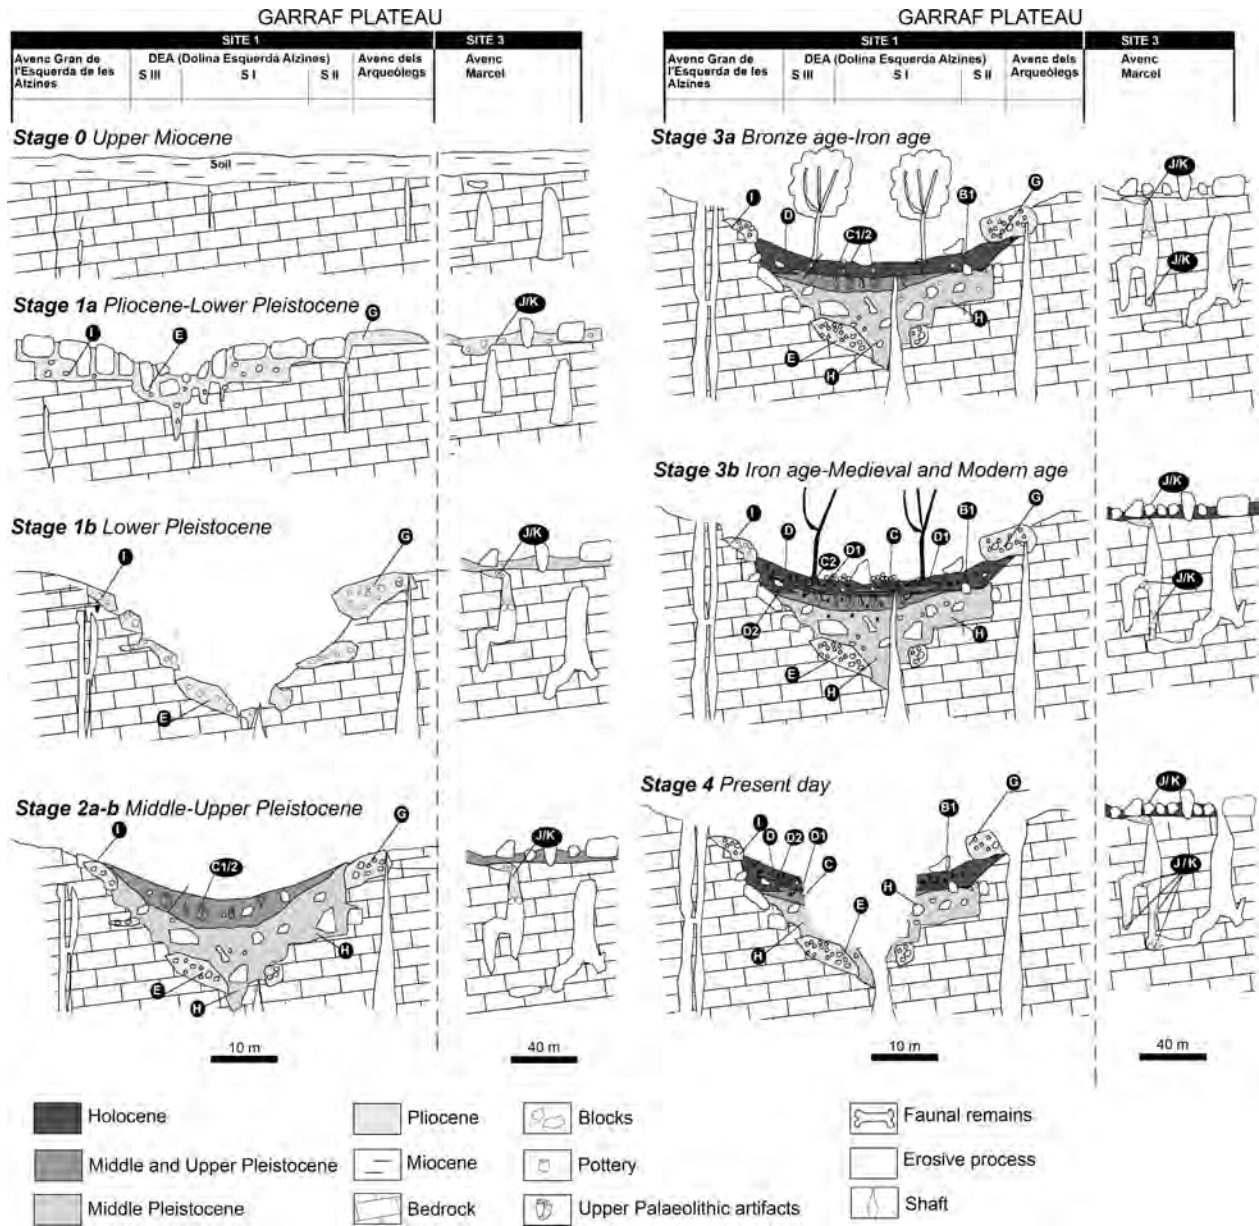 GARRAF PLATEAU
SITE 1
SITE 3
Avenc Gran de
l'Esquerda de les
Alzines
DEA (Dolina Esquerda Alzines)
S III
S I
S II
Avenc dels
Arqueòlegs
Avenc
Marcel
Stage 0 Upper Miocene
Soil
Stage 1a Pliocene-Lower Pleistocene
I
E
G
J/K
Stage 1b Lower Pleistocene
I
G
E
J/K
Stage 2a-b Middle-Upper Pleistocene
I
G
C1/2
H
E
H
J/K
10 m
40 m
GARRAF PLATEAU
SITE 1
SITE 3
Avenc Gran de
l'Esquerda de les
Alzines
DEA (Dolina Esquerda Alzines)
S III
S I
S II
Avenc dels
Arqueòlegs
Avenc
Marcel
Stage 3a Bronze age-Iron age
I
D
C1/2
B1
G
H
E
H
J/K
J/K
Stage 3b Iron age-Medieval and Modern age
I
D
C2
D1
C
D1
B1
G
D2
H
E
H
J/K
J/K
Stage 4 Present day
I
D
D2
D1
C
B1
G
H
E
H
J/K
J/K
10 m
40 m
Holocene
Middle and Upper Pleistocene
Middle Pleistocene
Pliocene
Miocene
Bedrock
Blocks
Pottery
Upper Palaeolithic artifacts
Faunal remains
Erosive process
Shaft